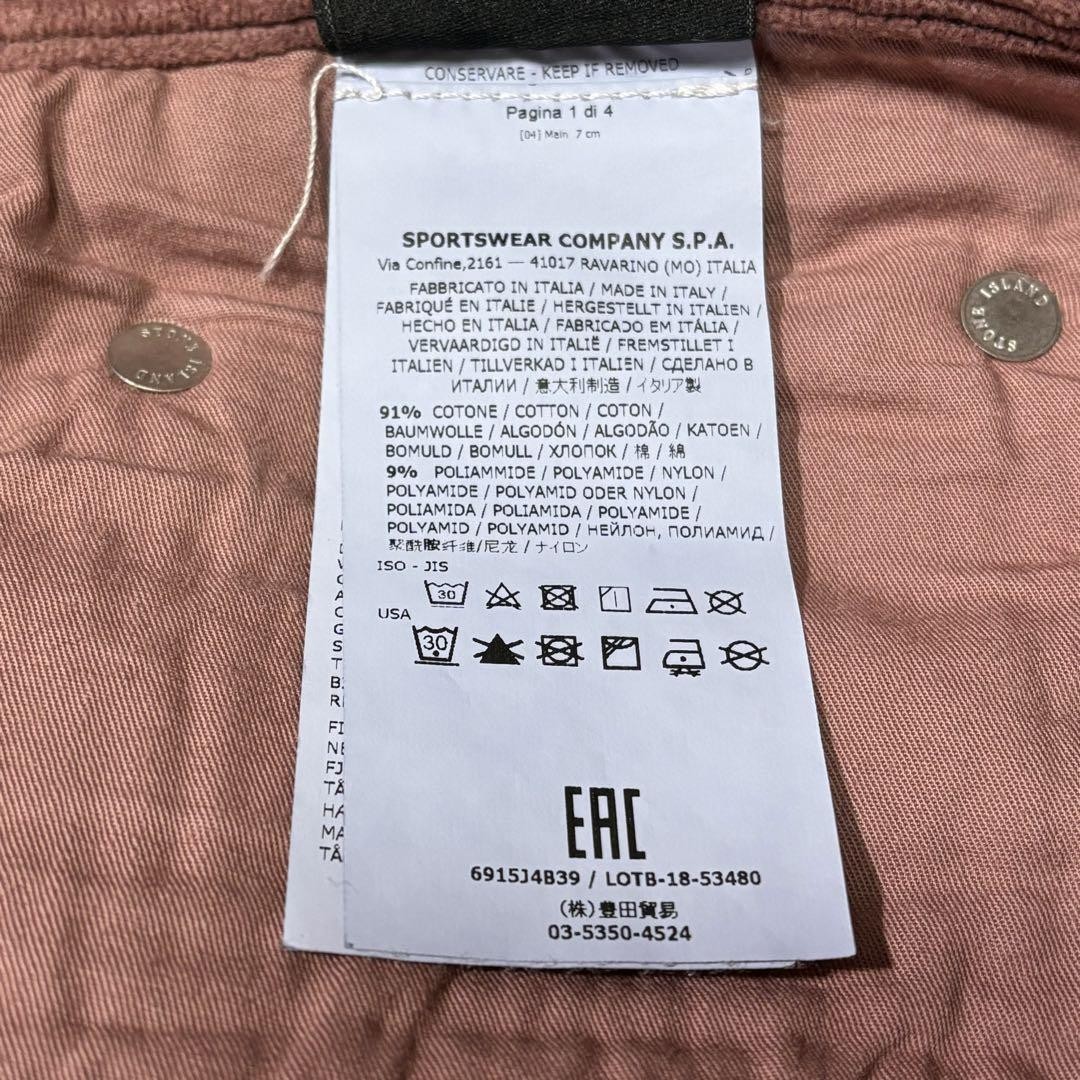 CONSERVARE - KEEP IF REMOVED
Pagina 1 di 4
[04] Main 7 cm
SPORTSWEAR COMPANY S.P.A.
Via Confine,2161 — 41017 RAVARINO (MO) ITALIA
FABBRICATO IN ITALIA / MADE IN ITALY /
FABRIQUÉ EN ITALIE / HERGESTELLT IN ITALIEN /
HECHO EN ITALIA / FABRICADO EM ITÁLIA /
VERVAARDIGD IN ITALIË / FREMSTILLET I
ITALIEN / TILLVERKAD I ITALIEN / СДЕЛАНО В
ИТАЛИИ / 意大利制造 / イタリア製
91% COTONE / COTTON / COTON /
BAUMWOLLE / ALGODÓN / ALGODÃO / KATOEN /
BOMULD / BOMULL / ХЛОПОК / 棉 / 綿
9% POLIAMMIDE / POLYAMIDE / NYLON /
POLYAMIDE / POLYAMID ODER NYLON /
POLIAMIDA / POLIAMIDA / POLYAMIDE /
POLYAMID / POLYAMID / НЕЙЛОН, ПОЛИАМИД /
聚酰胺纤维/尼龙 / ナイロン
ISO - JIS
30
USA
30
EAC
6915J4B39 / LOTB-18-53480
(株)豊田貿易
03-5350-4524
STONE ISLAND
STONE ISLAND